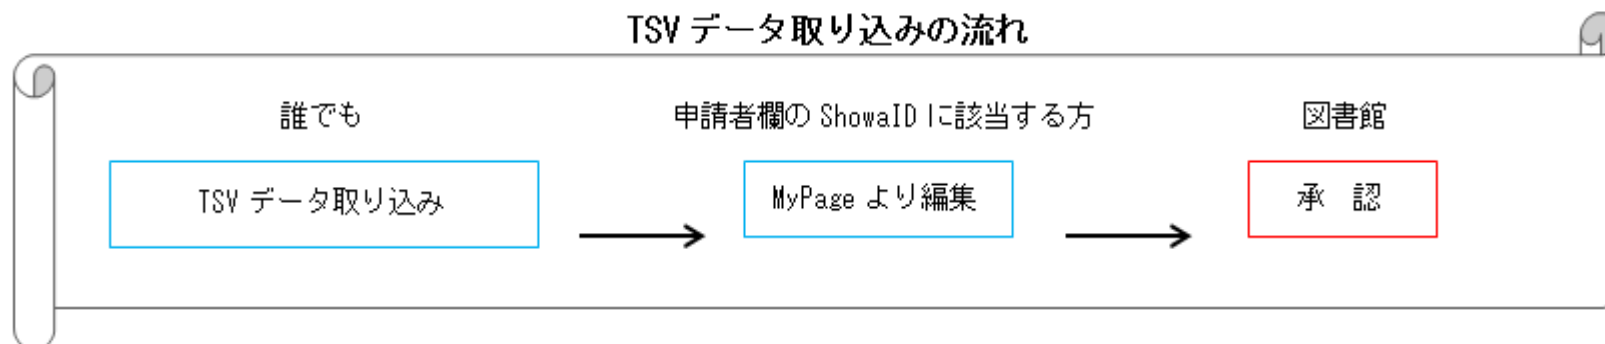 TSV データ取り込みの流れ
誰でも
申請者欄の ShowaID に該当する方
図書館
TSV データ取り込み
MyPage より編集
承　認